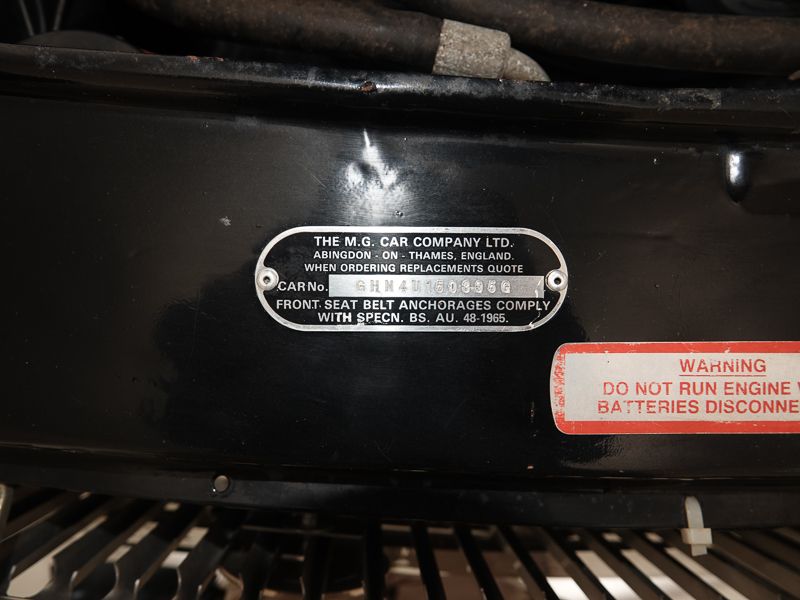 THE M.G. CAR COMPANY LTD.
ABINGDON - ON - THAMES, ENGLAND.
WHEN ORDERING REPLACEMENTS QUOTE
CAR No.
FRONT SEAT BELT ANCHORAGES COMPLY
WITH SPECN. BS. AU. 48-1965.
WARNING
DO NOT RUN ENGINE
BATTERIES DISCONNE